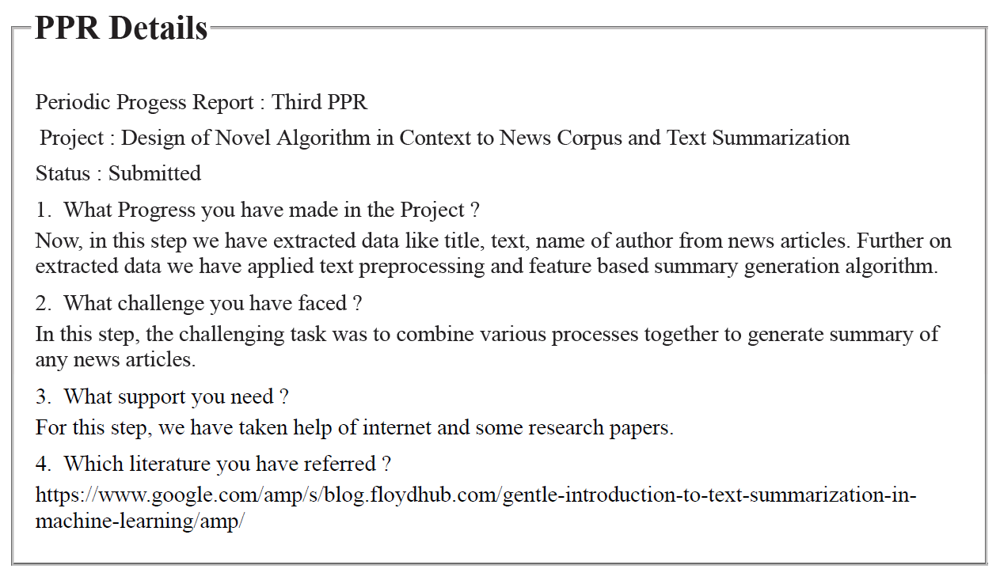 PPR Details
Periodic Progess Report : Third PPR
Project : Design of Novel Algorithm in Context to News Corpus and Text Summarization
Status : Submitted
1. What Progress you have made in the Project ?
Now, in this step we have extracted data like title, text, name of author from news articles. Further on
extracted data we have applied text preprocessing and feature based summary generation algorithm.
2. What challenge you have faced ?
In this step, the challenging task was to combine various processes together to generate summary of
any news articles.
3. What support you need ?
For this step, we have taken help of internet and some research papers.
4. Which literature you have referred ?
https://www.google.com/amp/s/blog.floydhub.com/gentle-introduction-to-text-summarization-in-
machine-learning/amp/